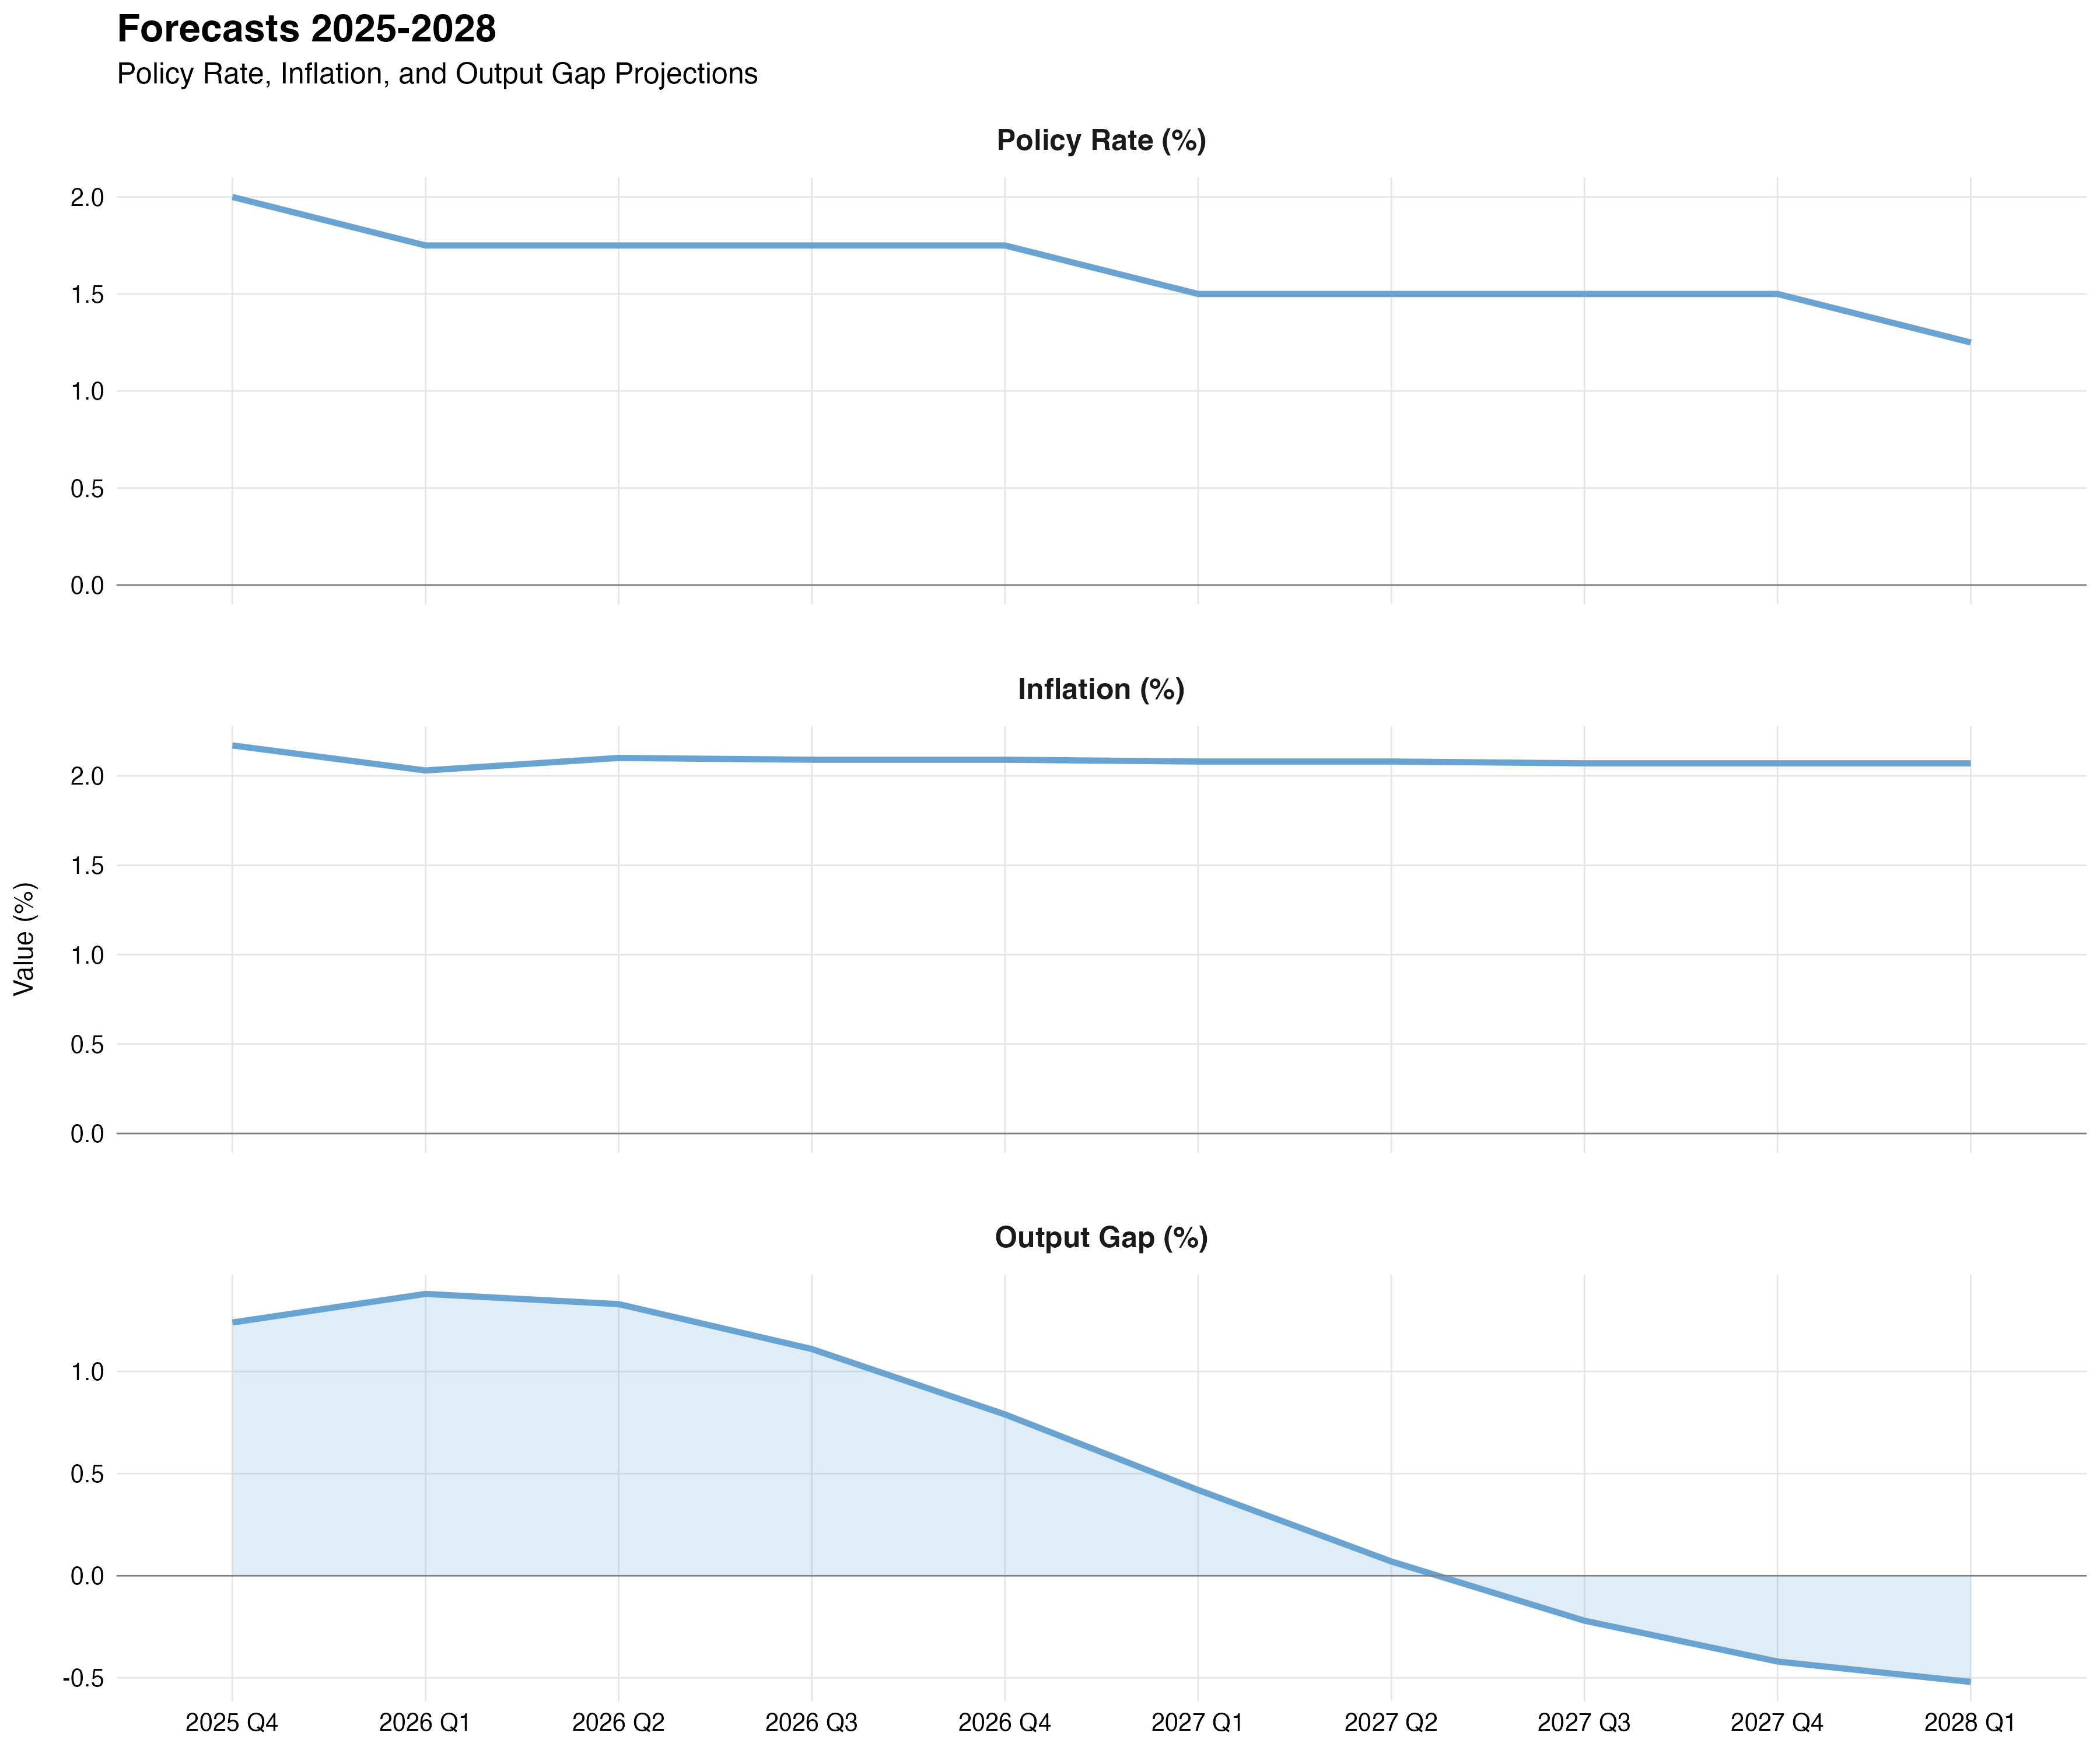 Forecasts 2025-2028
Policy Rate, Inflation, and Output Gap Projections
Policy Rate (%)
2.0
1.5
1.0
0.5
0.0
Inflation (%)
2.0
1.5
1.0
0.5
0.0
Value (%)
Output Gap (%)
1.0
0.5
0.0
-0.5
2025 Q4 2026 Q1 2026 Q2 2026 Q3 2026 Q4 2027 Q1 2027 Q2 2027 Q3 2027 Q4 2028 Q1